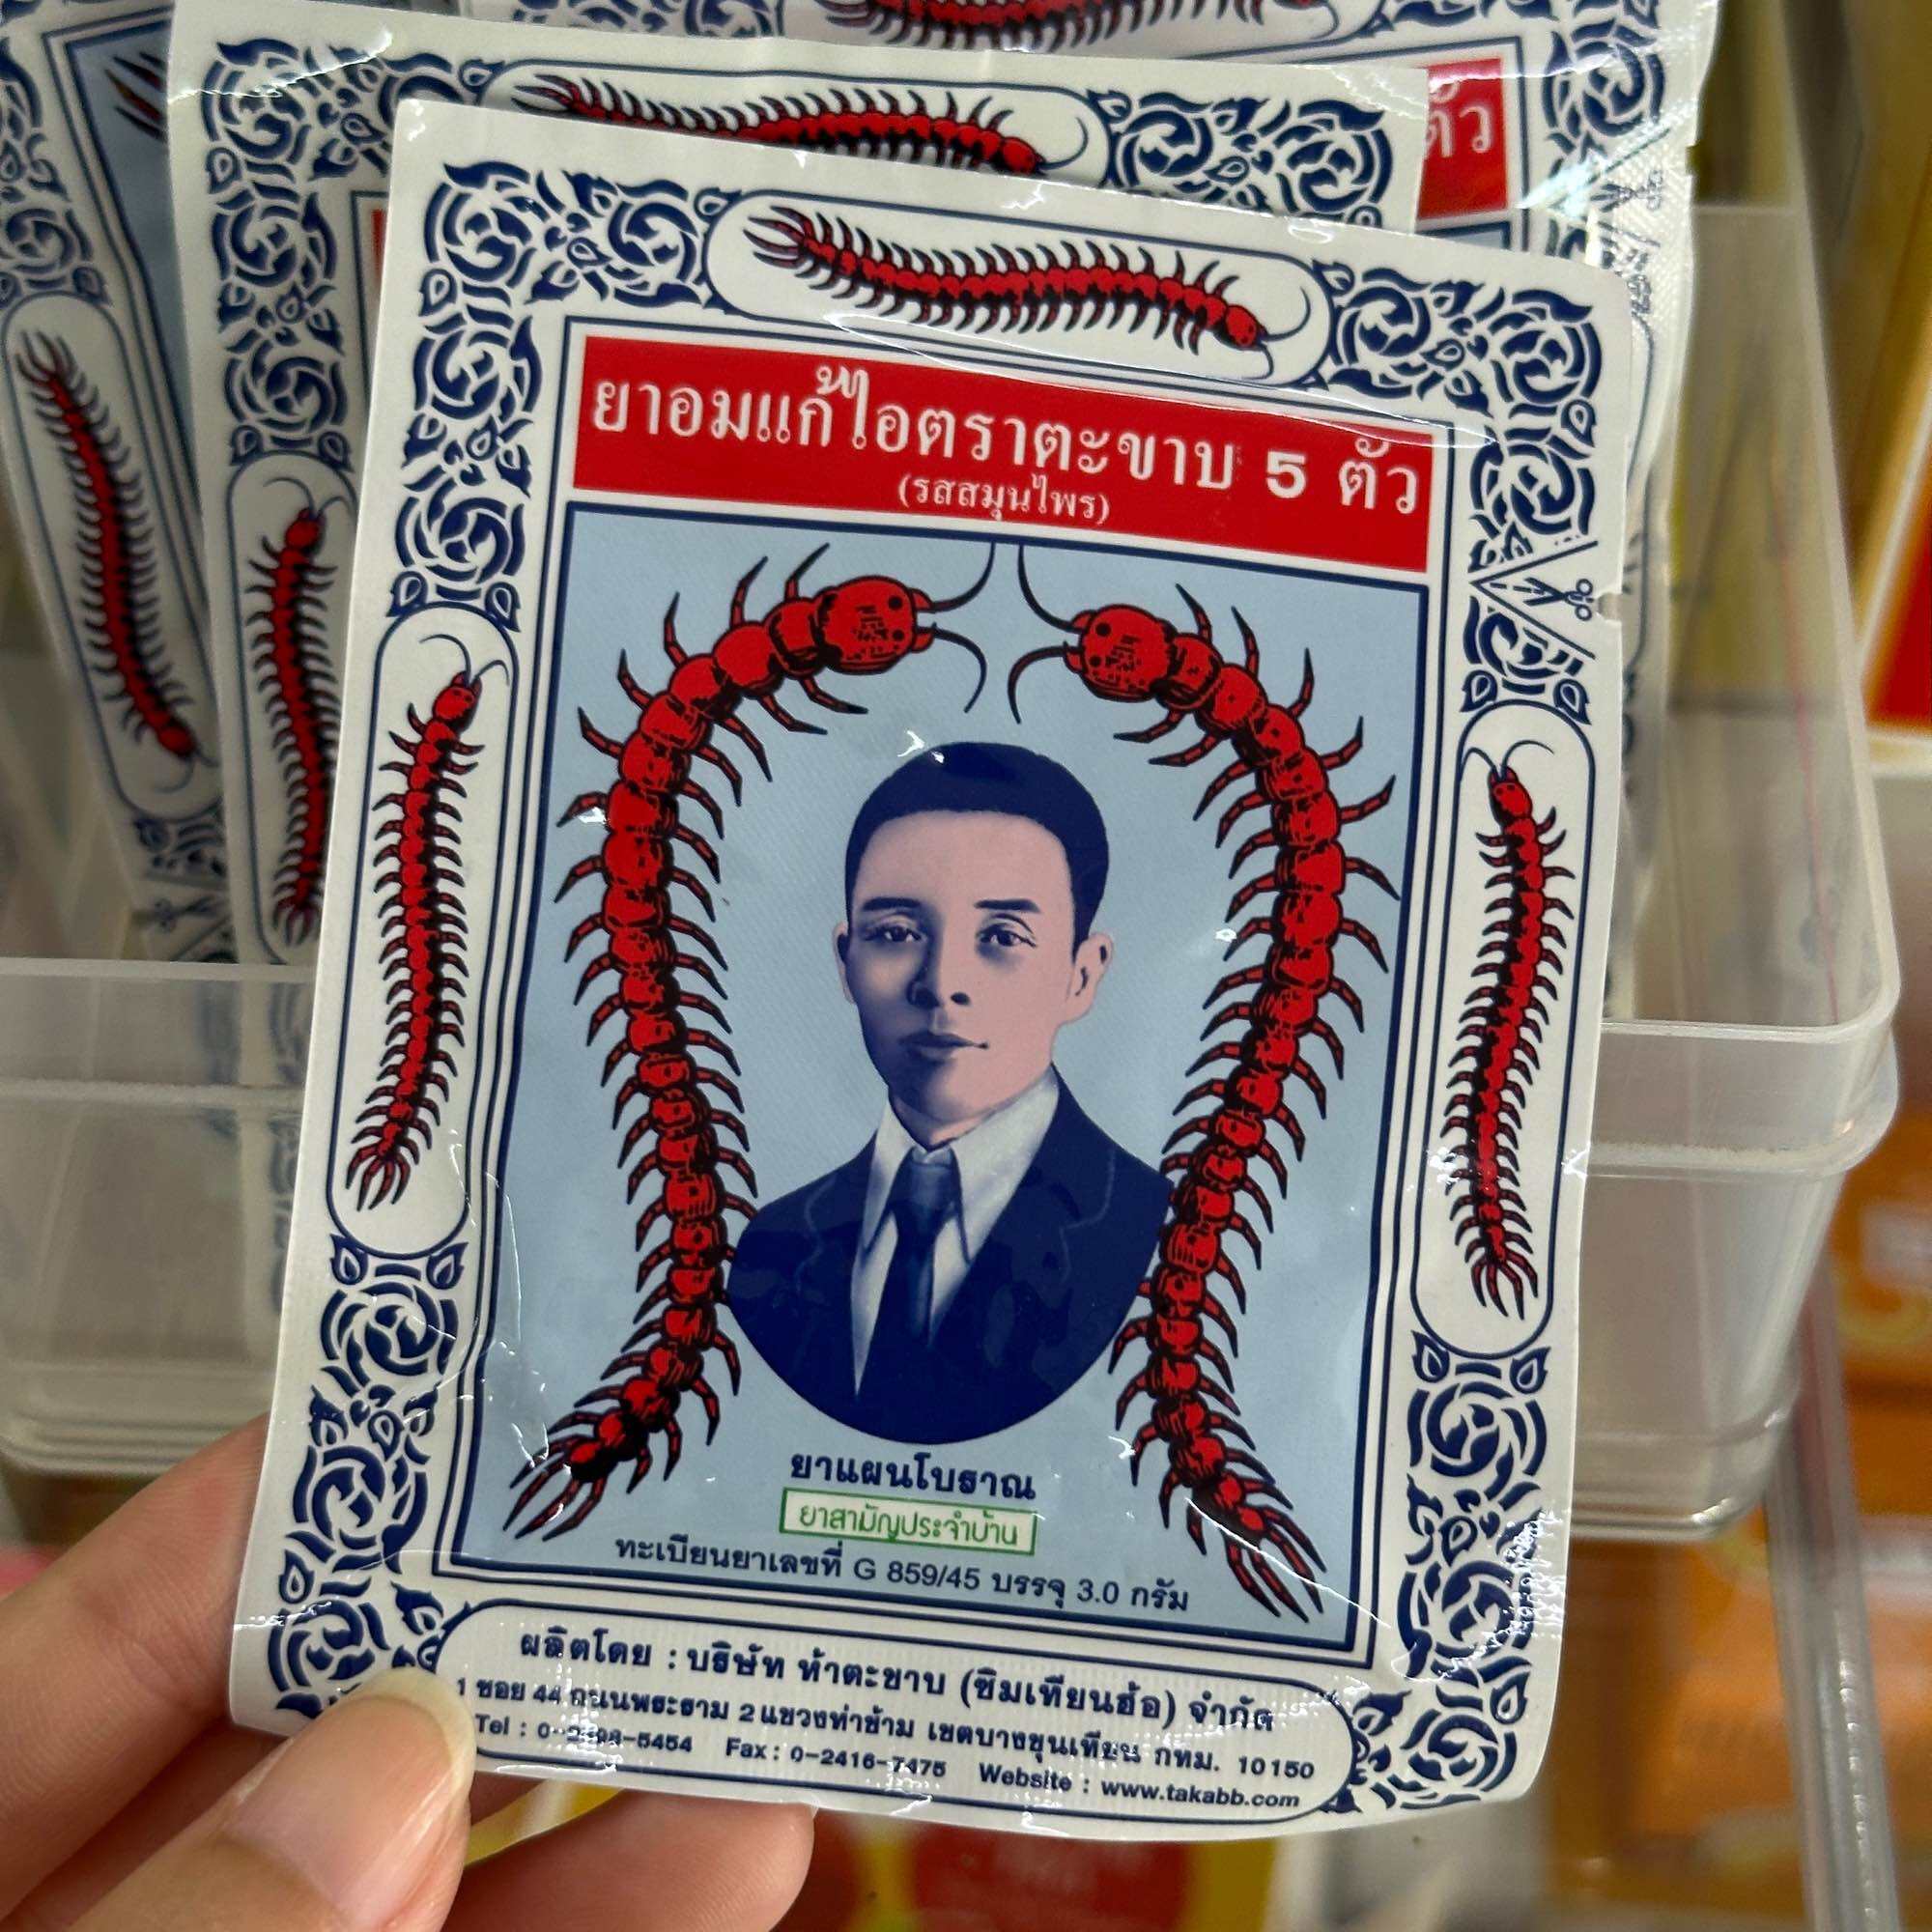 ตัว
ยาอมแก้ไอตราตะขาบ 5 ตัว
(รสสมุนไพร)
ยาแผนโบราณ
ยาสามัญประจำบ้าน
ทะเบียนยาเลขที่ G 859/45 บรรจุ 3.0 กรัม
ผลิตโดย : บริษัท ห้าตะขาบ (ซิมเทียนฮ้อ) จำกัด
1 ซอย 44 ถนนพระราม 2 แขวงท่าข้าม เขตบางขุนเทียน กทม. 10150
Tel : Fax : 0-2416-7475 Website : www.takabb.com